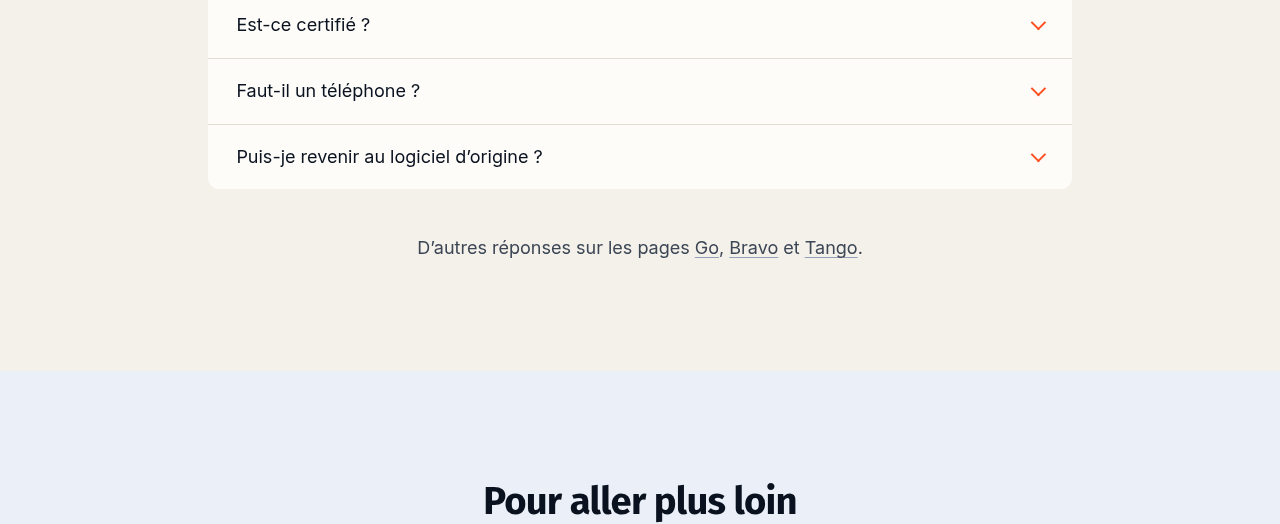 Est-ce certifié ?
Faut-il un téléphone ?
Puis-je revenir au logiciel d’origine ?
D’autres réponses sur les pages Go, Bravo et Tango.
Pour aller plus loin